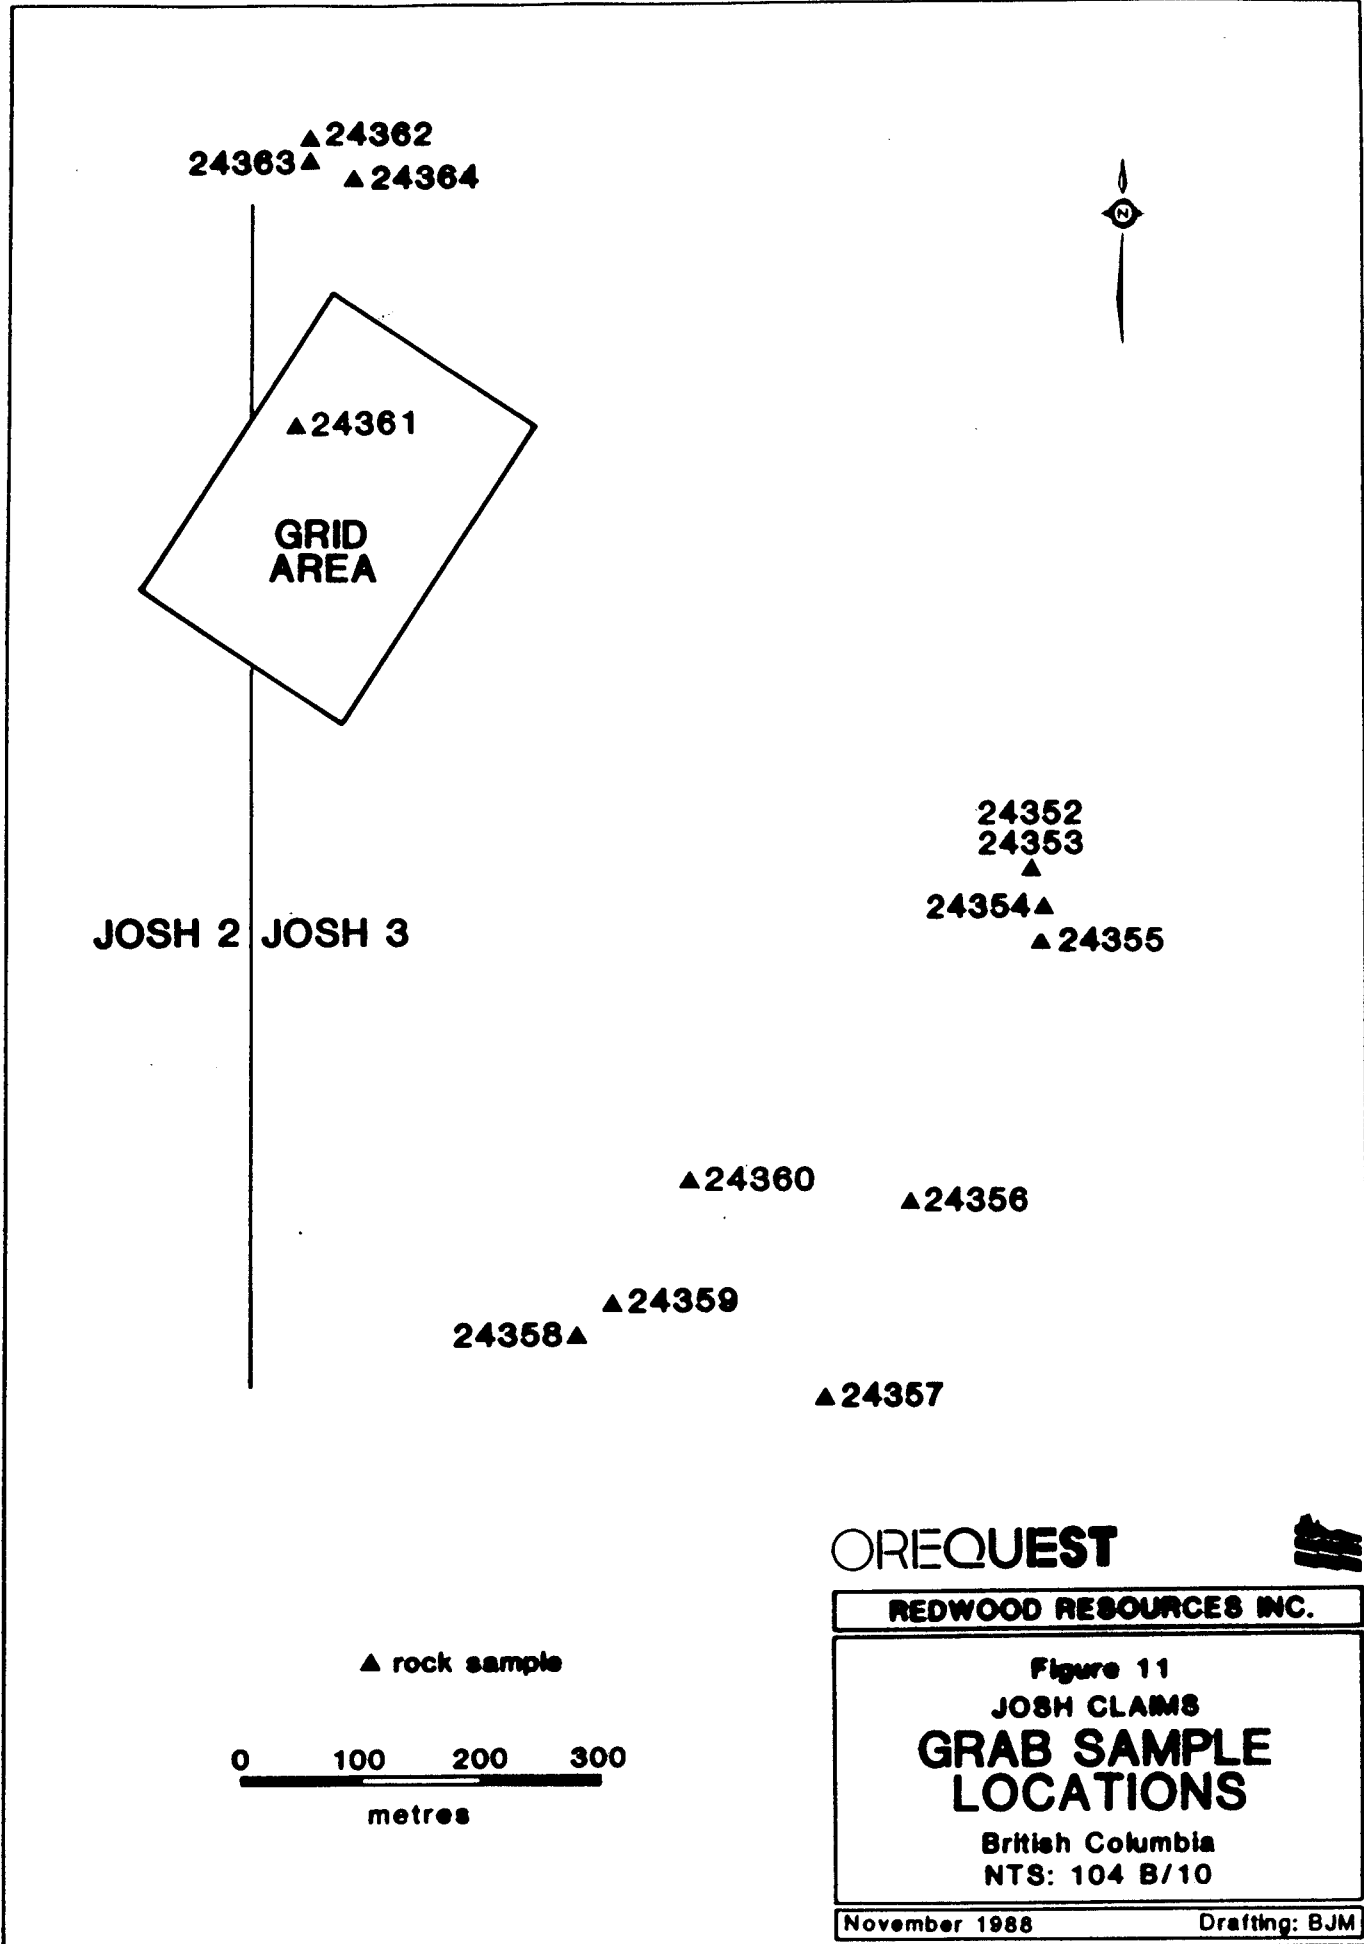 24362
24363
24364
N
24361
GRID
AREA
24352
24353
24354
24355
JOSH 2 JOSH 3
24360
24356
24359
24358
24357
OREQUEST
REDWOOD RESOURCES INC.
rock sample
Figure 11
JOSH CLAIMS
GRAB SAMPLE
LOCATIONS
British Columbia
NTS: 104 B/10
0 100 200 300
metres
November 1988 Drafting: BJM